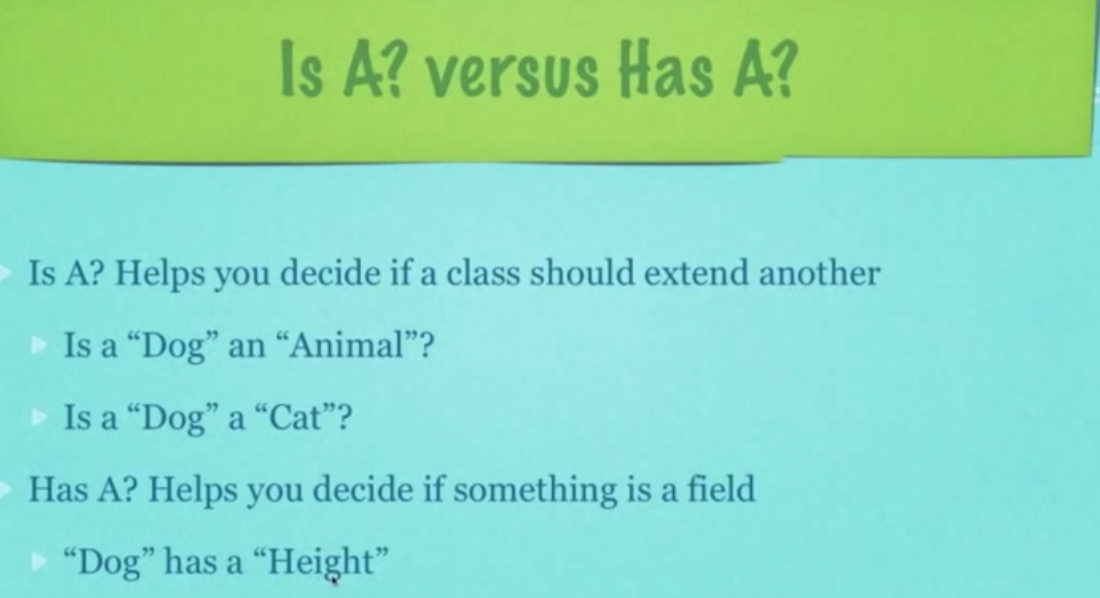 Is A? versus Has A?
Is A? Helps you decide if a class should extend another
Is a “Dog” an “Animal”?
Is a “Dog” a “Cat”?
Has A? Helps you decide if something is a field
“Dog” has a “Height”